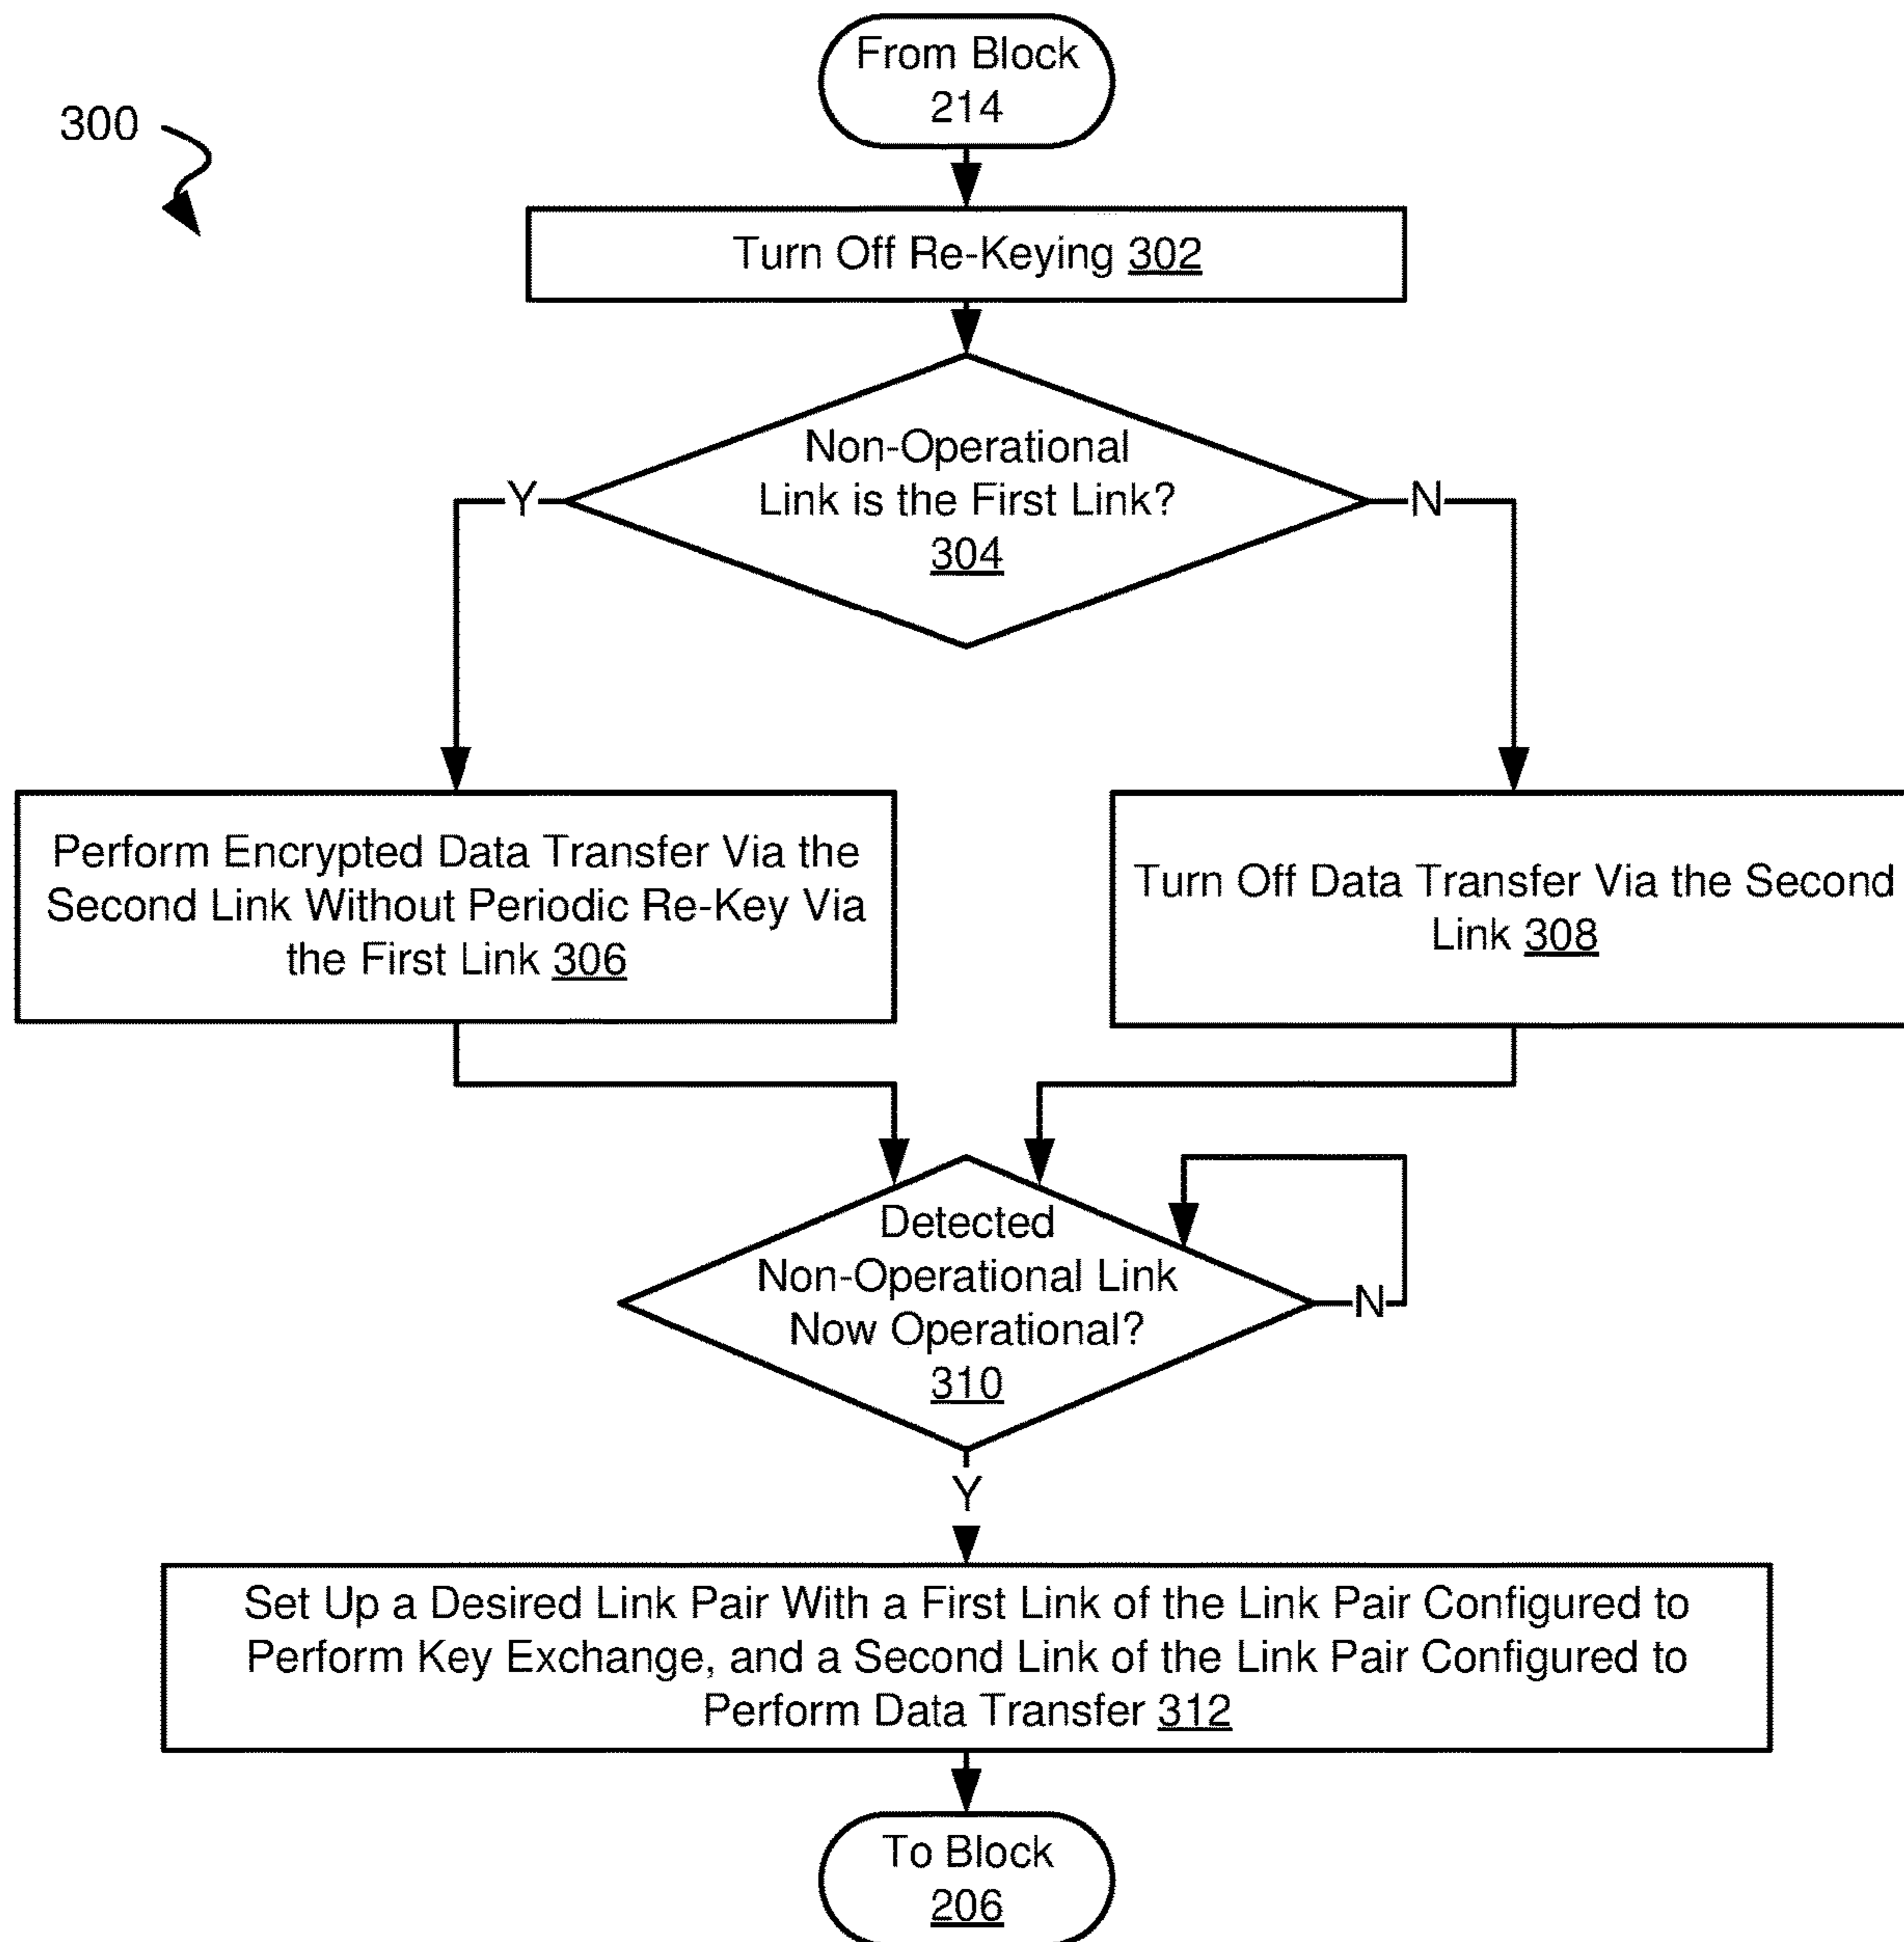 From Block
214
300
Turn Off Re-Keying 302
Non-Operational
Link is the First Link?
304
Y
N
Perform Encrypted Data Transfer Via the
Second Link Without Periodic Re-Key Via
the First Link 306
Turn Off Data Transfer Via the Second
Link 308
Detected
Non-Operational Link
Now Operational?
310
N
Y
Set Up a Desired Link Pair With a First Link of the Link Pair Configured to
Perform Key Exchange, and a Second Link of the Link Pair Configured to
Perform Data Transfer 312
To Block
206